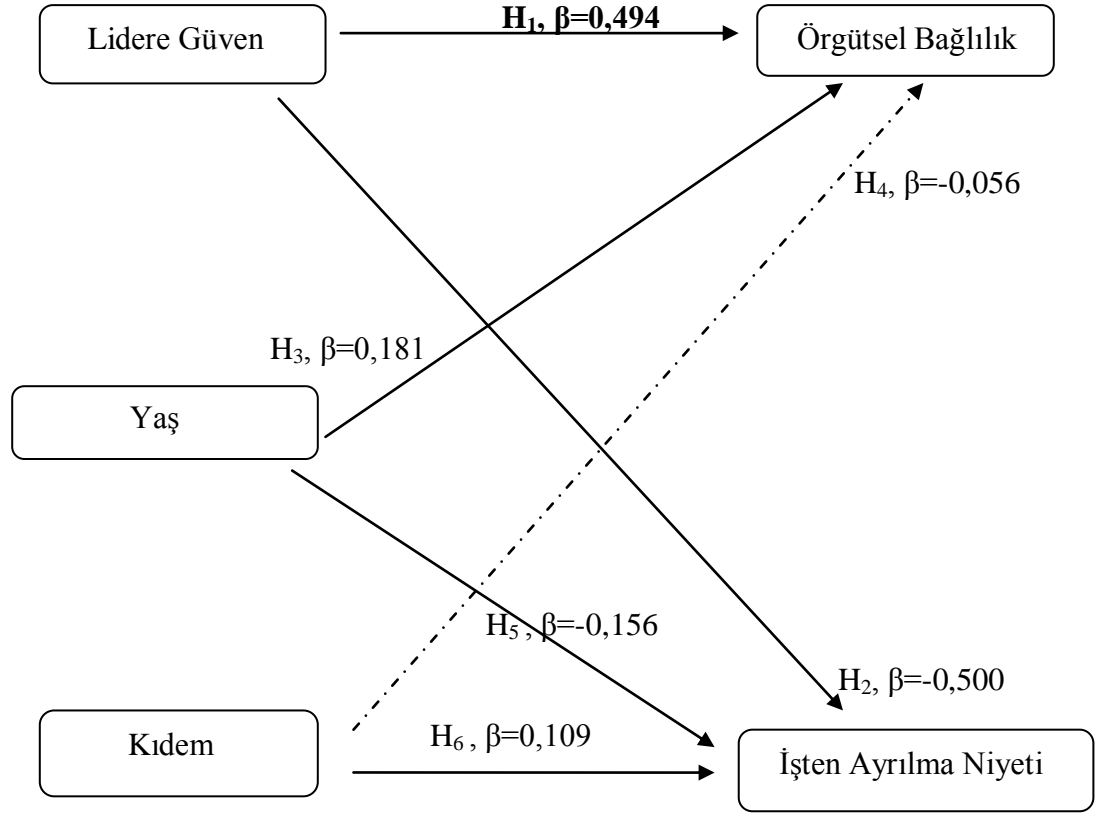 H₁, β=0,494
Lidere Güven
Örgütsel Bağlılık
H₄, β=-0,056
H₃, β=0,181
Yaş
H₅ , β=-0,156
H₂, β=-0,500
H₆ , β=0,109
Kıdem
İşten Ayrılma Niyeti